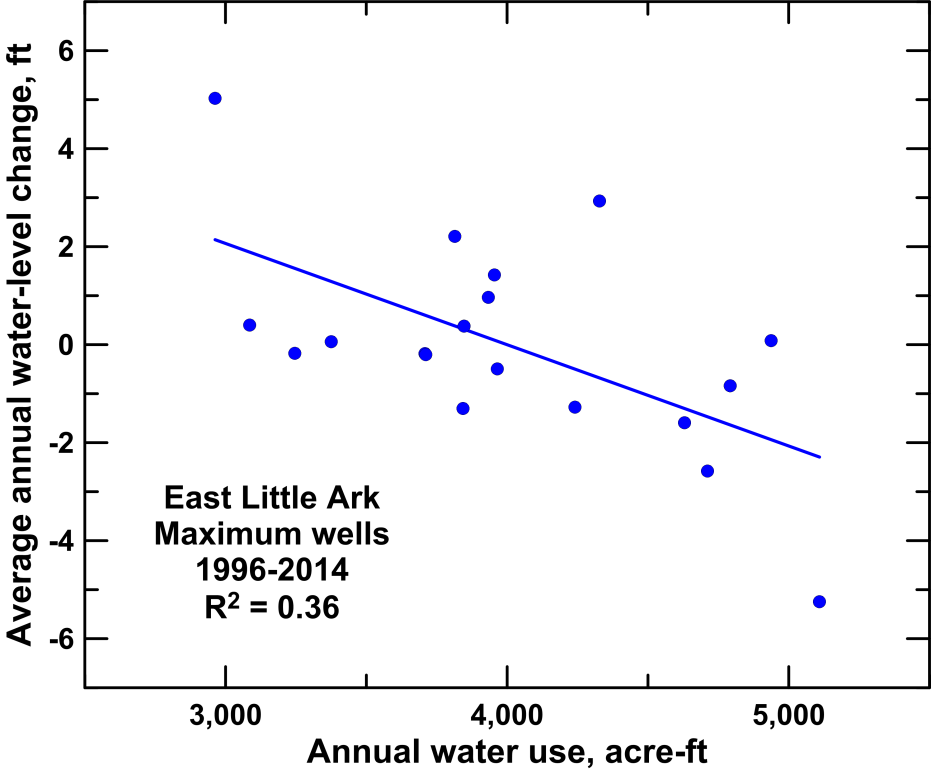 Average annual water-level change, ft
6
4
2
0
-2
-4
-6
East Little Ark
Maximum wells
1996-2014
R² = 0.36
3,000 4,000 5,000
Annual water use, acre-ft